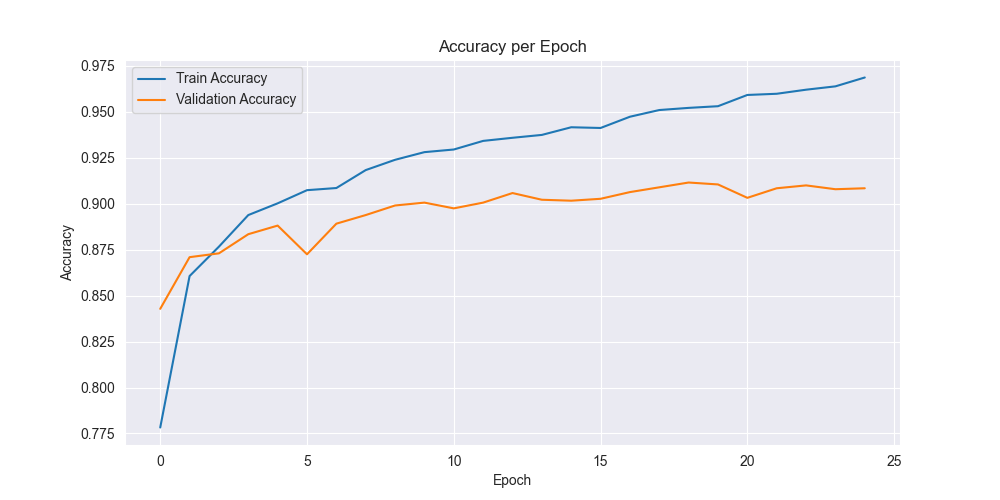 Accuracy per Epoch
Train Accuracy
Validation Accuracy
0.975
0.950
0.925
0.900
0.875
0.850
0.825
0.800
0.775
Accuracy
0 5 10 15 20 25
Epoch